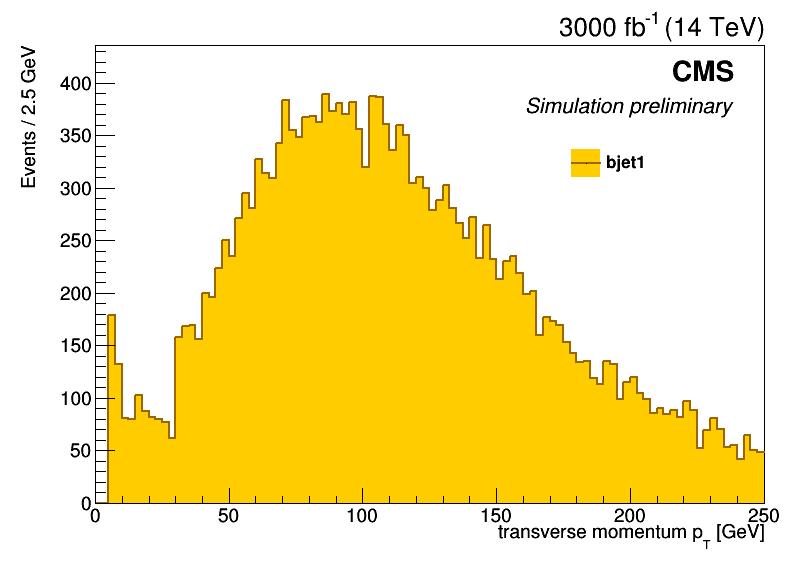 3000 fb-1 (14 TeV)
CMS
Simulation preliminary
bjet1
Events / 2.5 GeV
400
350
300
250
200
150
100
50
0
0 50 100 150 200 250
transverse momentum pT [GeV]